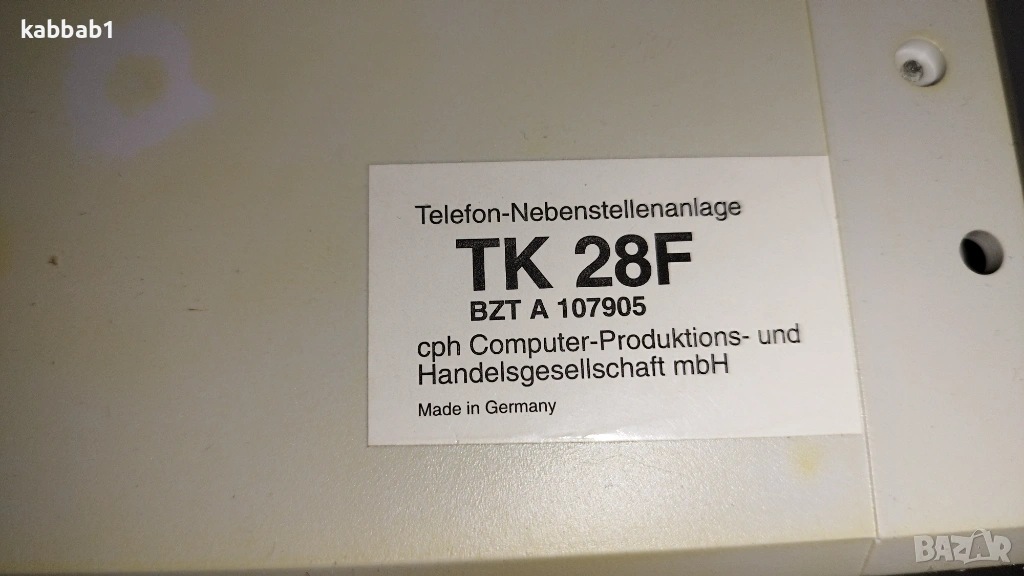 kabbab1
Telefon-Nebenstellenanlage
TK 28F
BZT A 107905
cph Computer-Produktions- und
Handelsgesellschaft mbH
Made in Germany
BAZAR